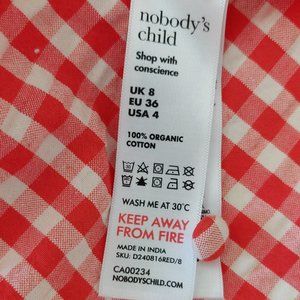 nobody's
child
Shop with
conscience
UK 8
EU 36
USA 4
100% ORGANIC
COTTON
WASH ME AT 30°C
KEEP AWAY
FROM FIRE
MADE IN INDIA
SKU: D240816RED/8
CA00234
NOBODYSCHILD.COM